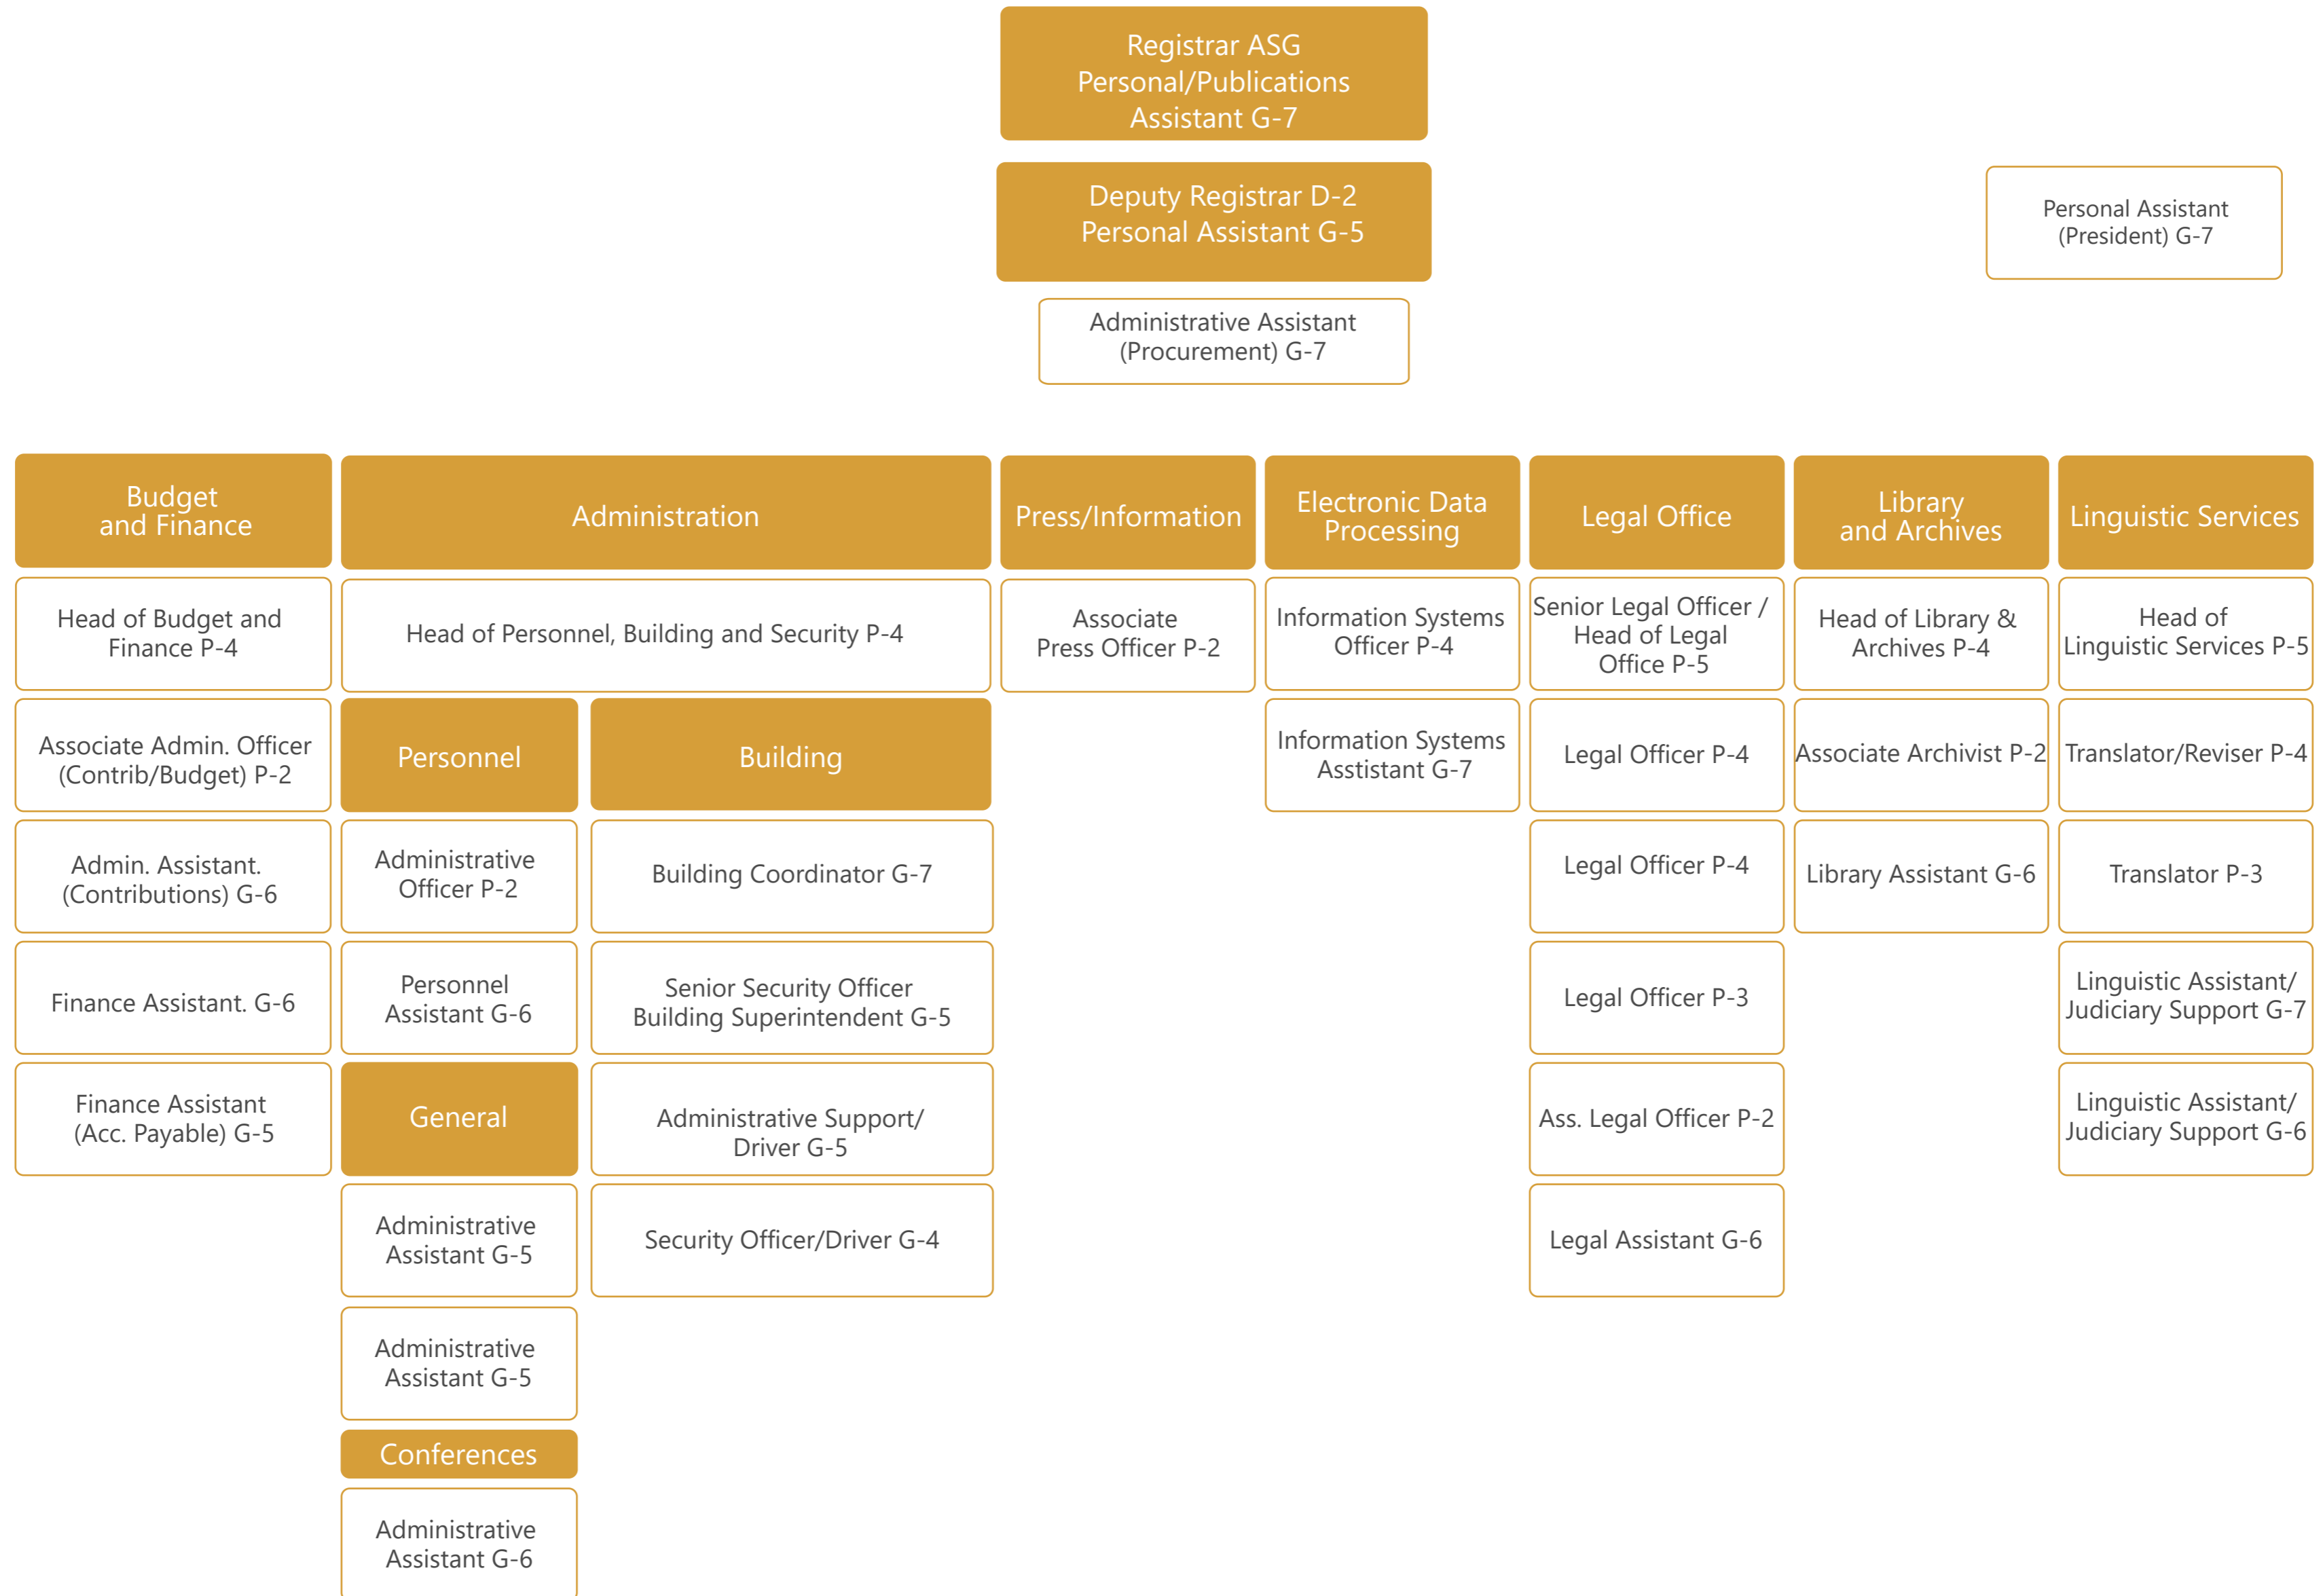 Registrar ASG
Personal/Publications
Assistant G-7
Deputy Registrar D-2
Personal Assistant G-5
Personal Assistant
(President) G-7
Administrative Assistant
(Procurement) G-7
Budget
and Finance
Head of Budget and
Finance P-4
Associate Admin. Officer
(Contrib/Budget) P-2
Admin. Assistant.
(Contributions) G-6
Finance Assistant. G-6
Finance Assistant
(Acc. Payable) G-5
Administration
Head of Personnel, Building and Security P-4
Personnel
Administrative
Officer P-2
Personnel
Assistant G-6
General
Administrative
Assistant G-5
Administrative
Assistant G-5
Conferences
Administrative
Assistant G-6
Building
Building Coordinator G-7
Senior Security Officer
Building Superintendent G-5
Administrative Support/
Driver G-5
Security Officer/Driver G-4
Press/Information
Associate
Press Officer P-2
Electronic Data
Processing
Information Systems
Officer P-4
Information Systems
Asstistant G-7
Legal Office
Senior Legal Officer /
Head of Legal
Office P-5
Legal Officer P-4
Legal Officer P-4
Legal Officer P-3
Ass. Legal Officer P-2
Legal Assistant G-6
Library
and Archives
Head of Library &
Archives P-4
Associate Archivist P-2
Library Assistant G-6
Linguistic Services
Head of
Linguistic Services P-5
Translator/Reviser P-4
Translator P-3
Linguistic Assistant/
Judiciary Support G-7
Linguistic Assistant/
Judiciary Support G-6